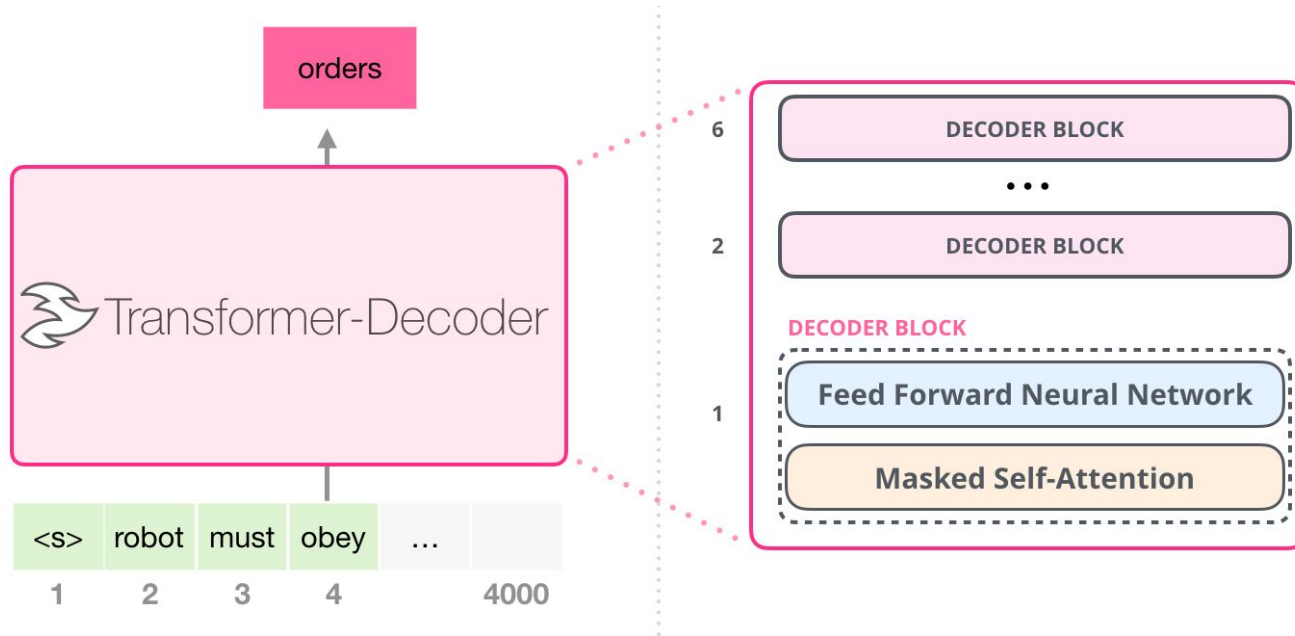 orders
Transformer-Decoder
<s> robot must obey ...
1 2 3 4 4000
6 DECODER BLOCK
...
2 DECODER BLOCK
DECODER BLOCK
1
Feed Forward Neural Network
Masked Self-Attention